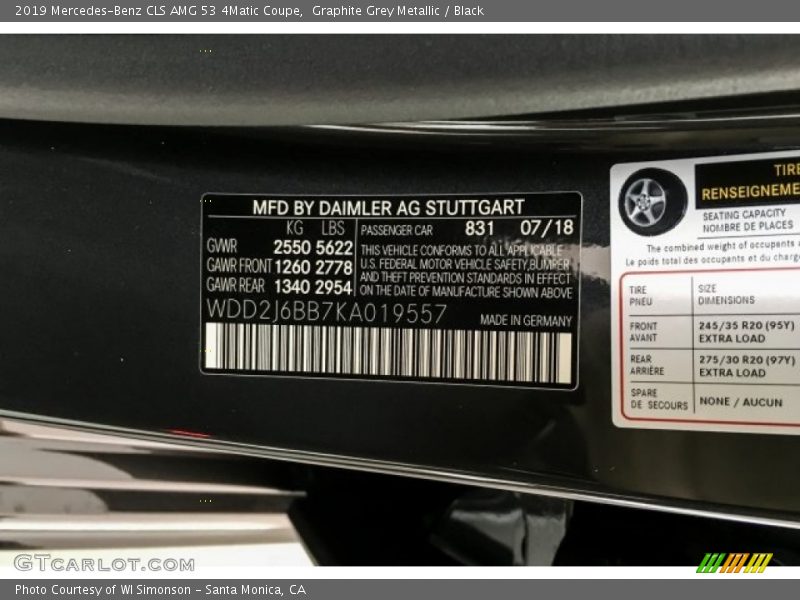 2019 Mercedes-Benz CLS AMG 53 4Matic Coupe, Graphite Grey Metallic / Black
MFD BY DAIMLER AG STUTTGART
KG LBS PASSENGER CAR 831 07/18
GVWR 2550 5622
GAWR FRONT 1260 2778
GAWR REAR 1340 2954
THIS VEHICLE CONFORMS TO ALL APPLICABLE
U.S. FEDERAL MOTOR VEHICLE SAFETY,BUMPER
AND THEFT PREVENTION STANDARDS IN EFFECT
ON THE DATE OF MANUFACTURE SHOWN ABOVE
WDD2J6BB7KA019557
MADE IN GERMANY
TIRE
RENSEIGNEME
SEATING CAPACITY
NOMBRE DE PLACES
The combined weight of occupants
Le poids total des occupants et du charge
TIRE SIZE
PNEU DIMENSIONS
FRONT 245/35 R20 (95Y)
AVANT EXTRA LOAD
REAR 275/30 R20 (97Y)
ARRIÈRE EXTRA LOAD
SPARE
DE SECOURS NONE / AUCUN
GTCARLOT.COM
Photo Courtesy of WI Simonson - Santa Monica, CA